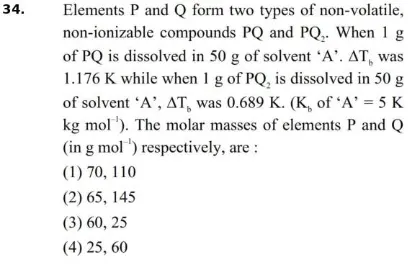 34. Elements P and Q form two types of non-volatile,
non-ionizable compounds PQ and PQ₂. When 1 g
of PQ is dissolved in 50 g of solvent ‘A’. ΔT_b was
1.176 K while when 1 g of PQ₂ is dissolved in 50 g
of solvent ‘A’, ΔT_b was 0.689 K. (K_b of ‘A’ = 5 K
kg mol⁻¹). The molar masses of elements P and Q
(in g mol⁻¹) respectively, are :
(1) 70, 110
(2) 65, 145
(3) 60, 25
(4) 25, 60